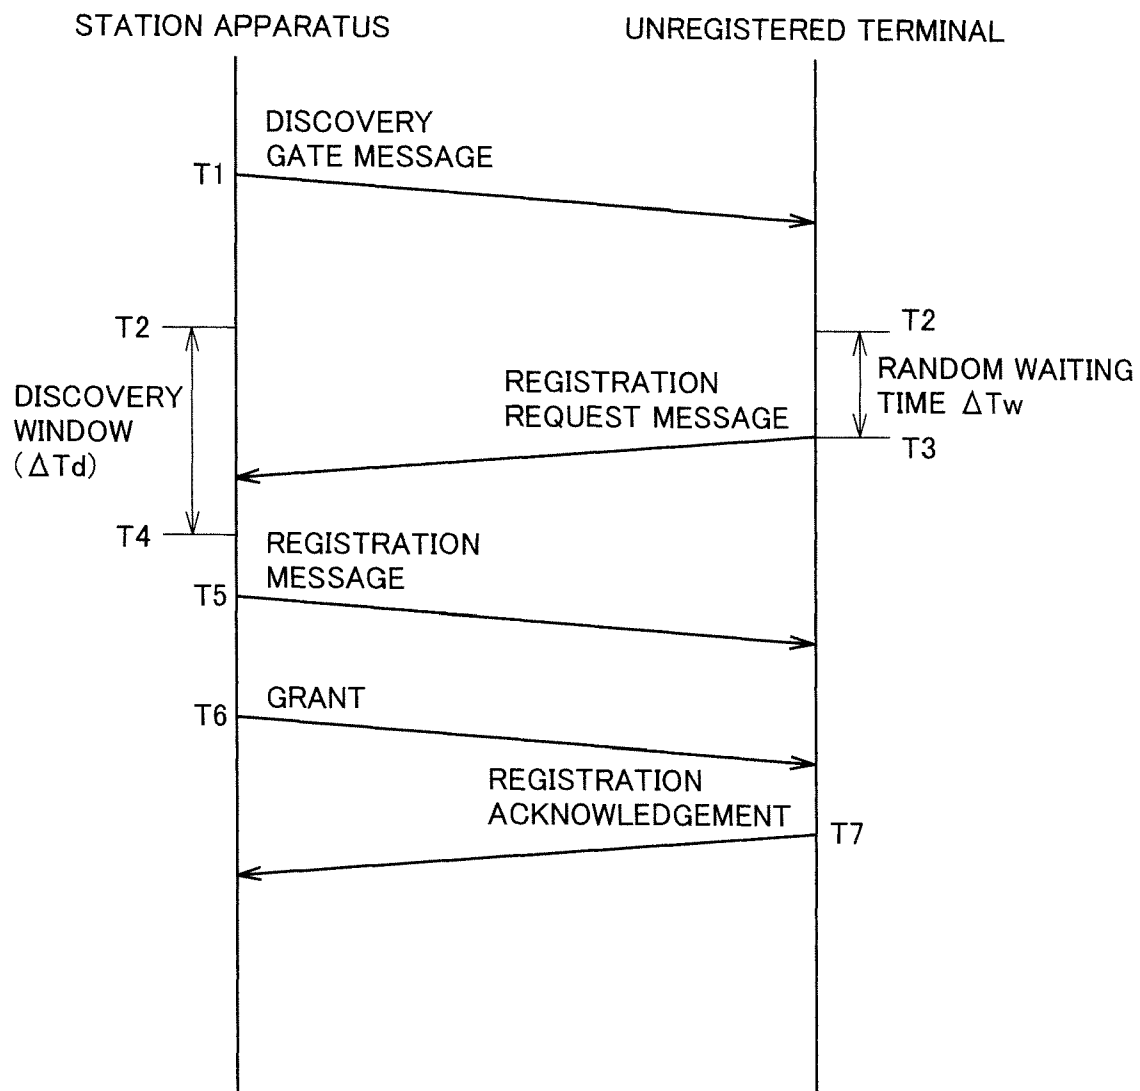 STATION APPARATUS
UNREGISTERED TERMINAL
DISCOVERY
GATE MESSAGE
T1
T2
T2
DISCOVERY
WINDOW
(ΔTd)
RANDOM WAITING
TIME ΔTw
REGISTRATION
REQUEST MESSAGE
T3
T4
REGISTRATION
MESSAGE
T5
GRANT
T6
REGISTRATION
ACKNOWLEDGEMENT
T7